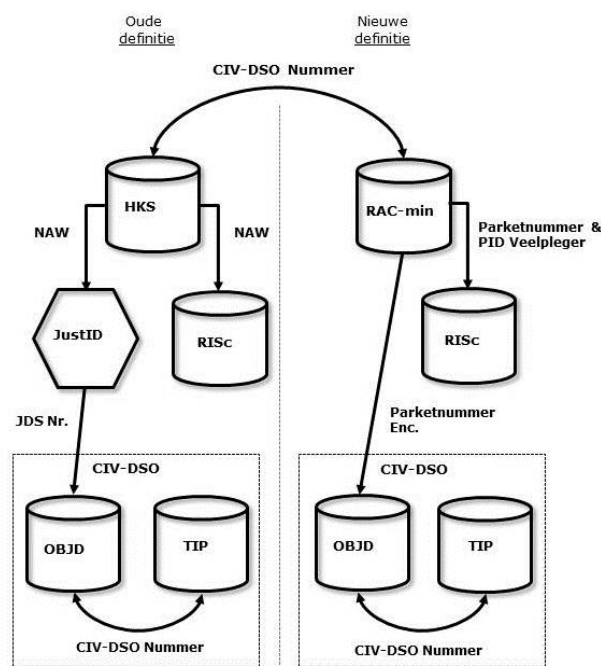 Oude
definitie
Nieuwe
definitie
CIV-DSO Nummer
HKS
RAC-min
NAW
NAW
Parketnummer &
PID Veelpleger
JustID
RISc
RISc
JDS Nr.
Parketnummer
Enc.
CIV-DSO
CIV-DSO
OBJD
TIP
OBJD
TIP
CIV-DSO Nummer
CIV-DSO Nummer